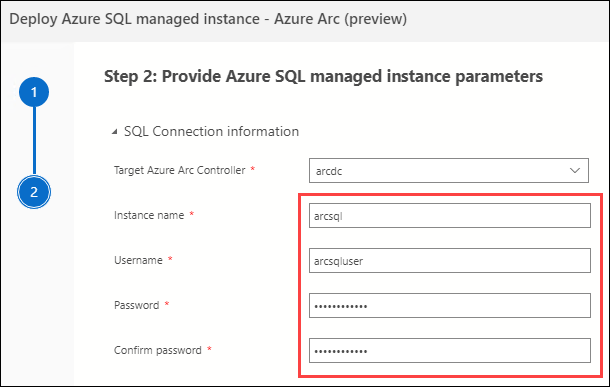 Deploy Azure SQL managed instance - Azure Arc (preview)
1
Step 2: Provide Azure SQL managed instance parameters
2
SQL Connection information
Target Azure Arc Controller * arcdc
Instance name * arcsql
Username * arcsqluser
Password * ••••••••••••
Confirm password * ••••••••••••